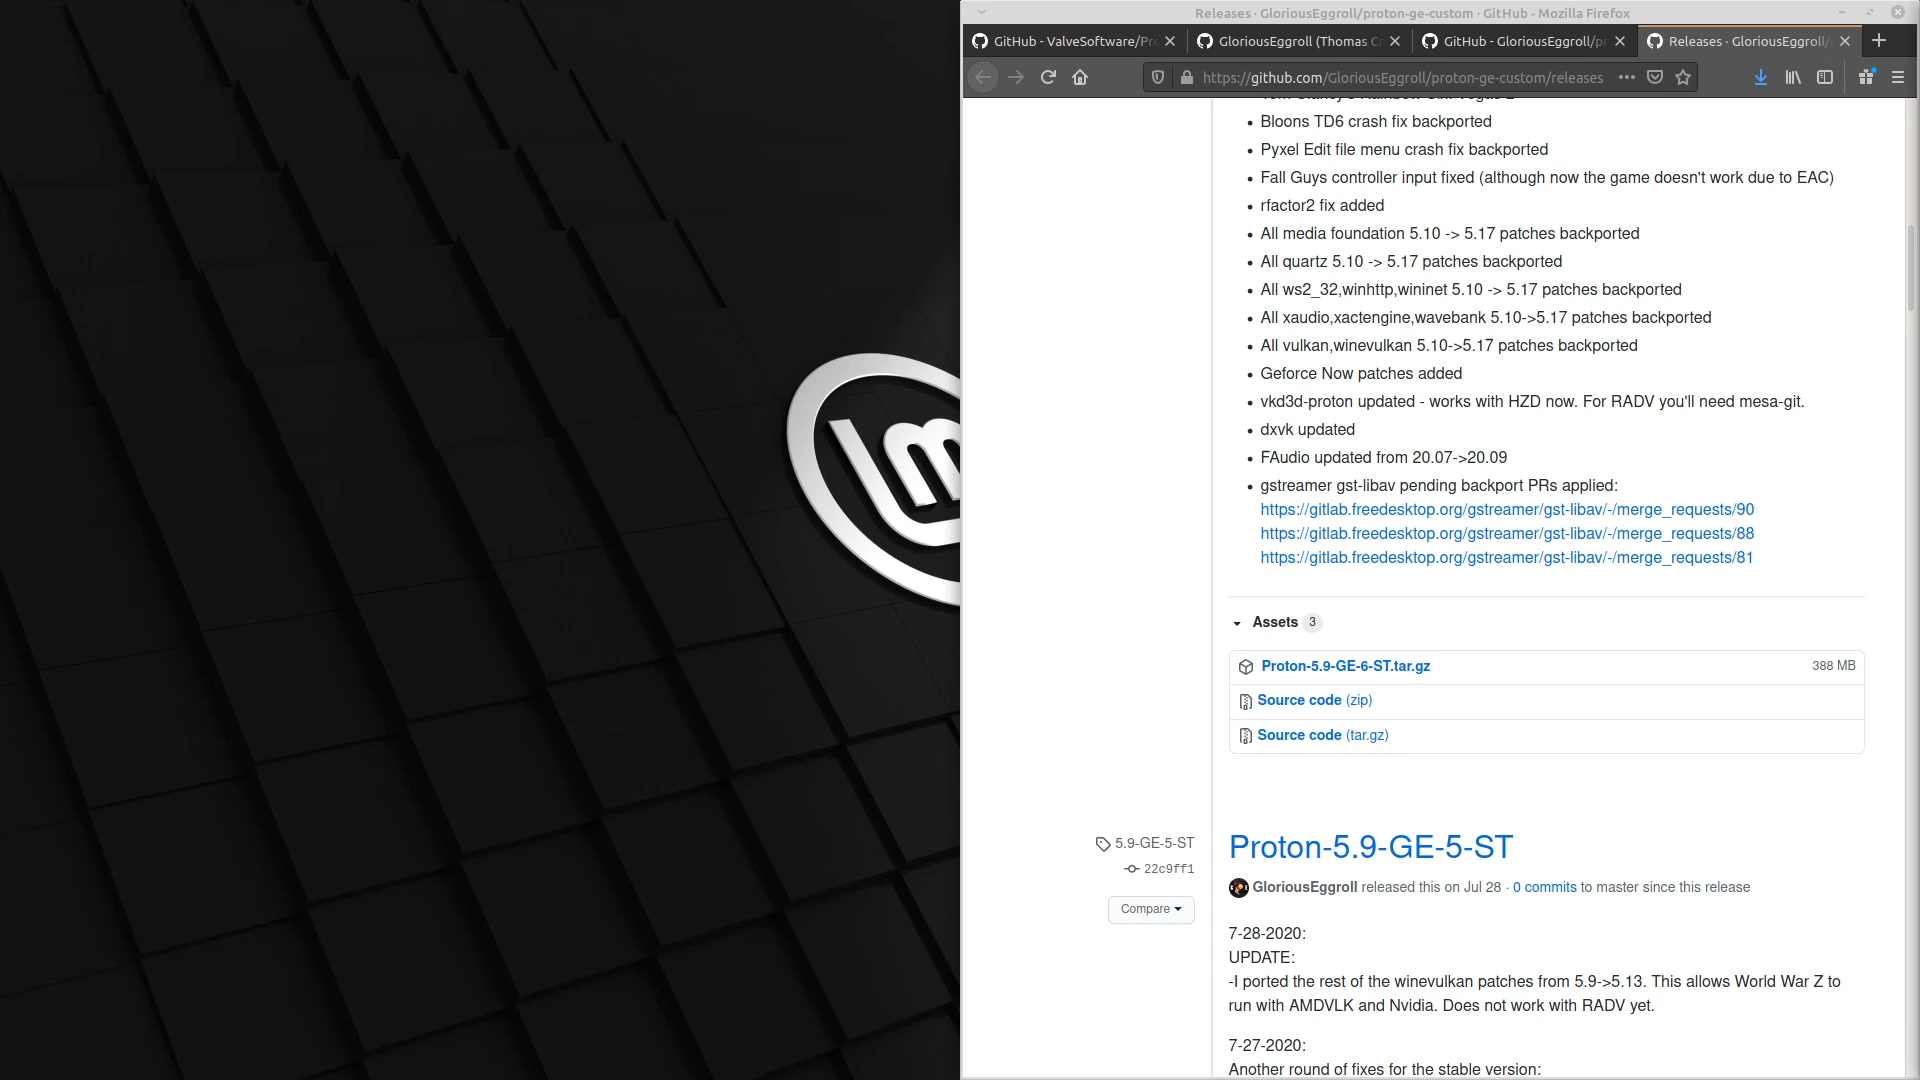 Releases · GloriousEggroll/proton-ge-custom · GitHub - Mozilla Firefox
GitHub - ValveSoftware/Pr
GloriousEggroll (Thomas C
GitHub - GloriousEggroll/p
Releases · GloriousEggroll/
https://github.com/GloriousEggroll/proton-ge-custom/releases
Bloons TD6 crash fix backported
Pyxel Edit file menu crash fix backported
Fall Guys controller input fixed (although now the game doesn't work due to EAC)
rfactor2 fix added
All media foundation 5.10 -> 5.17 patches backported
All quartz 5.10 -> 5.17 patches backported
All ws2_32,winhttp,wininet 5.10 -> 5.17 patches backported
All xaudio,xactengine,wavebank 5.10->5.17 patches backported
All vulkan,winevulkan 5.10->5.17 patches backported
Geforce Now patches added
vkd3d-proton updated - works with HZD now. For RADV you'll need mesa-git.
dxvk updated
FAudio updated from 20.07->20.09
gstreamer gst-libav pending backport PRs applied:
https://gitlab.freedesktop.org/gstreamer/gst-libav/-/merge_requests/90
https://gitlab.freedesktop.org/gstreamer/gst-libav/-/merge_requests/88
https://gitlab.freedesktop.org/gstreamer/gst-libav/-/merge_requests/81
Assets 3
Proton-5.9-GE-6-ST.tar.gz 388 MB
Source code (zip)
Source code (tar.gz)
5.9-GE-5-ST
22c9ff1
Compare
Proton-5.9-GE-5-ST
GloriousEggroll released this on Jul 28 · 0 commits to master since this release
7-28-2020:
UPDATE:
-I ported the rest of the winevulkan patches from 5.9->5.13. This allows World War Z to
run with AMDVLK and Nvidia. Does not work with RADV yet.
7-27-2020:
Another round of fixes for the stable version: